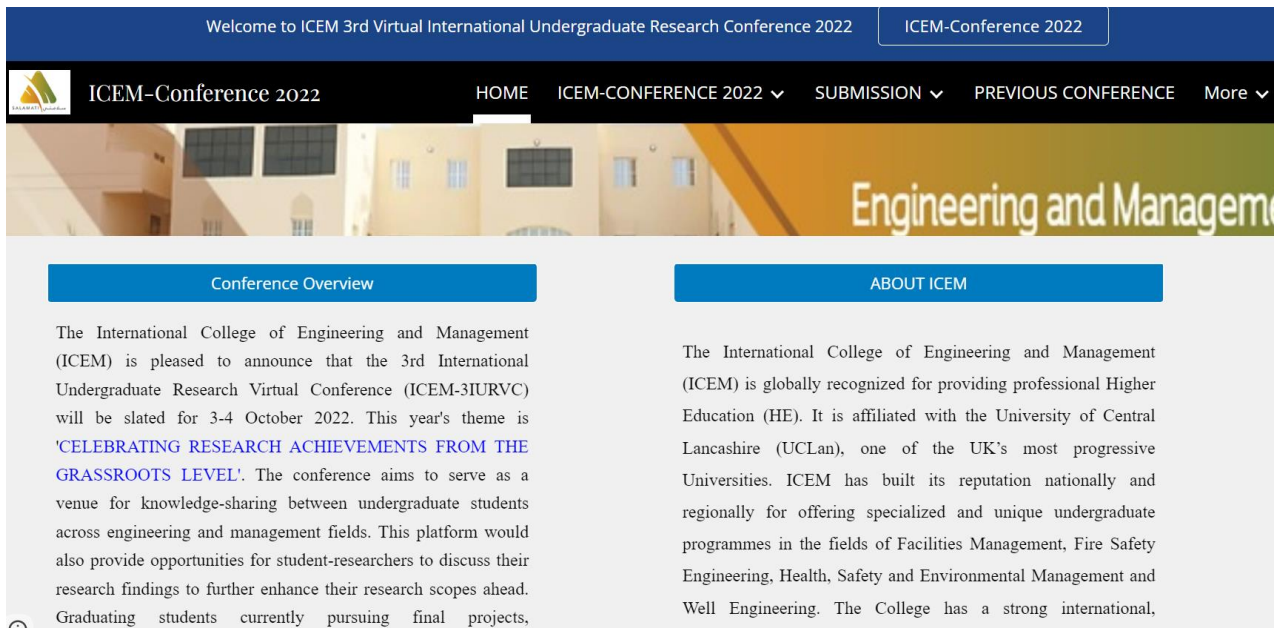 Welcome to ICEM 3rd Virtual International Undergraduate Research Conference 2022
ICEM-Conference 2022
SALAMATI
ICEM-Conference 2022
HOME
ICEM-CONFERENCE 2022
SUBMISSION
PREVIOUS CONFERENCE
More
Engineering and Manageme
Conference Overview
The International College of Engineering and Management
(ICEM) is pleased to announce that the 3rd International
Undergraduate Research Virtual Conference (ICEM-3IURVC)
will be slated for 3-4 October 2022. This year's theme is
'CELEBRATING RESEARCH ACHIEVEMENTS FROM THE
GRASSROOTS LEVEL'. The conference aims to serve as a
venue for knowledge-sharing between undergraduate students
across engineering and management fields. This platform would
also provide opportunities for student-researchers to discuss their
research findings to further enhance their research scopes ahead.
Graduating students currently pursuing final projects,
ABOUT ICEM
The International College of Engineering and Management
(ICEM) is globally recognized for providing professional Higher
Education (HE). It is affiliated with the University of Central
Lancashire (UCLan), one of the UK’s most progressive
Universities. ICEM has built its reputation nationally and
regionally for offering specialized and unique undergraduate
programmes in the fields of Facilities Management, Fire Safety
Engineering, Health, Safety and Environmental Management and
Well Engineering. The College has a strong international,